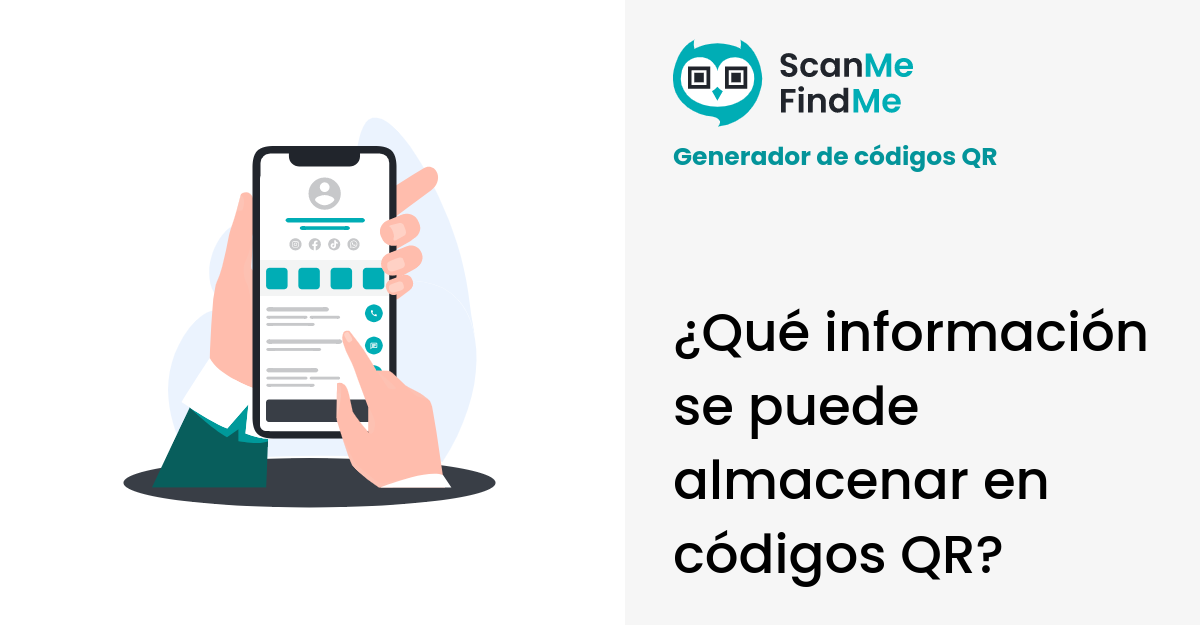 ScanMe
FindMe
Generador de códigos QR
¿Qué información
se puede
almacenar en
códigos QR?